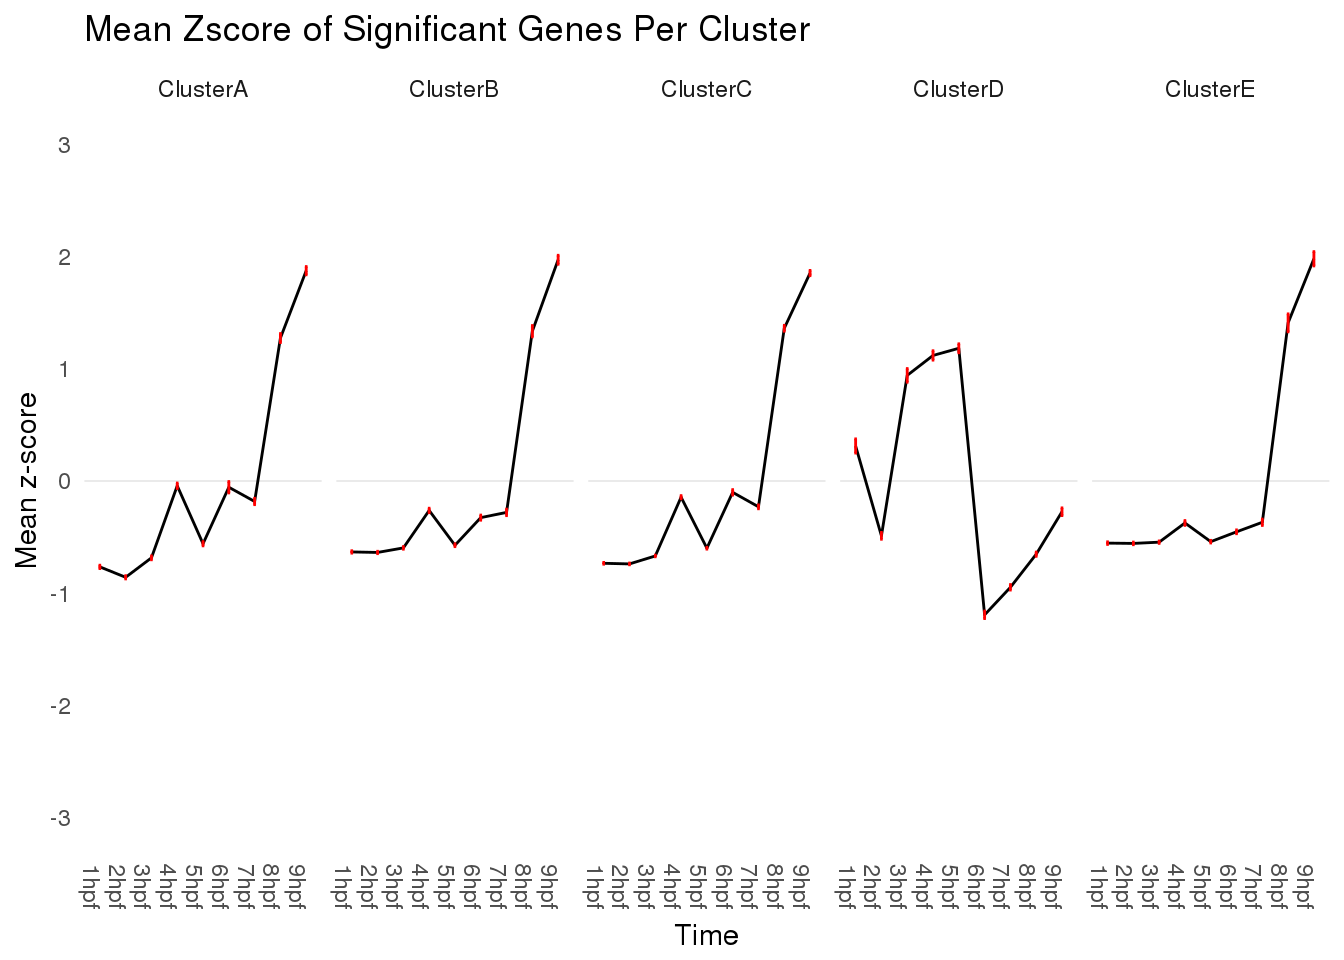 Mean Zscore of Significant Genes Per Cluster
ClusterA ClusterB ClusterC ClusterD ClusterE
3
2
1
0
-1
-2
-3
Mean z-score
1hpf 2hpf 3hpf 4hpf 5hpf 6hpf 7hpf 8hpf 9hpf 1hpf 2hpf 3hpf 4hpf 5hpf 6hpf 7hpf 8hpf 9hpf 1hpf 2hpf 3hpf 4hpf 5hpf 6hpf 7hpf 8hpf 9hpf 1hpf 2hpf 3hpf 4hpf 5hpf 6hpf 7hpf 8hpf 9hpf 1hpf 2hpf 3hpf 4hpf 5hpf 6hpf 7hpf 8hpf 9hpf
Time